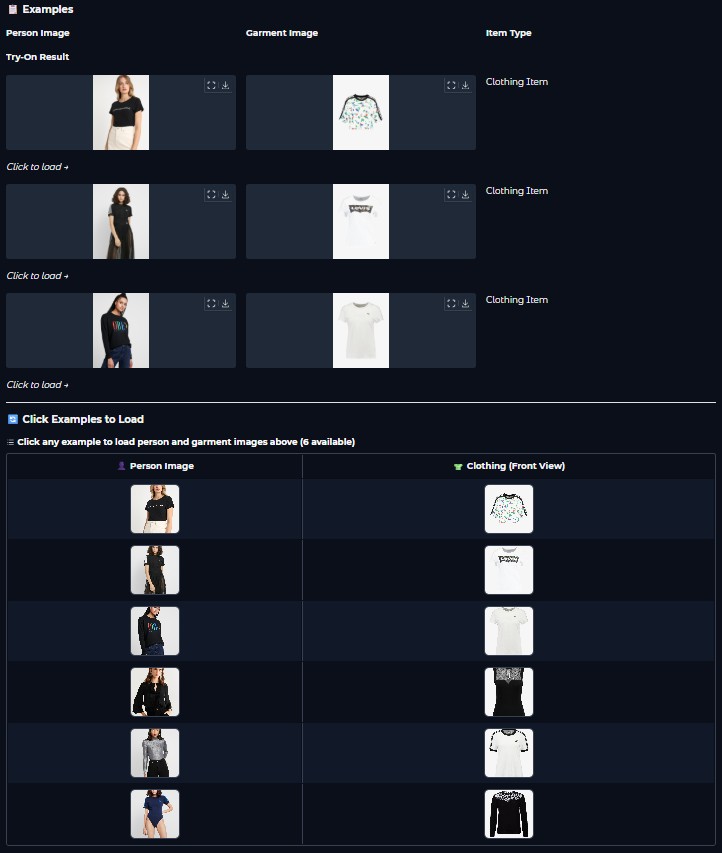 Examples
Person Image Garment Image Item Type
Try-On Result
Clothing Item
Click to load →
Clothing Item
Click to load →
Clothing Item
Click to load →
Click Examples to Load
Click any example to load person and garment images above (6 available)
Person Image Clothing (Front View)